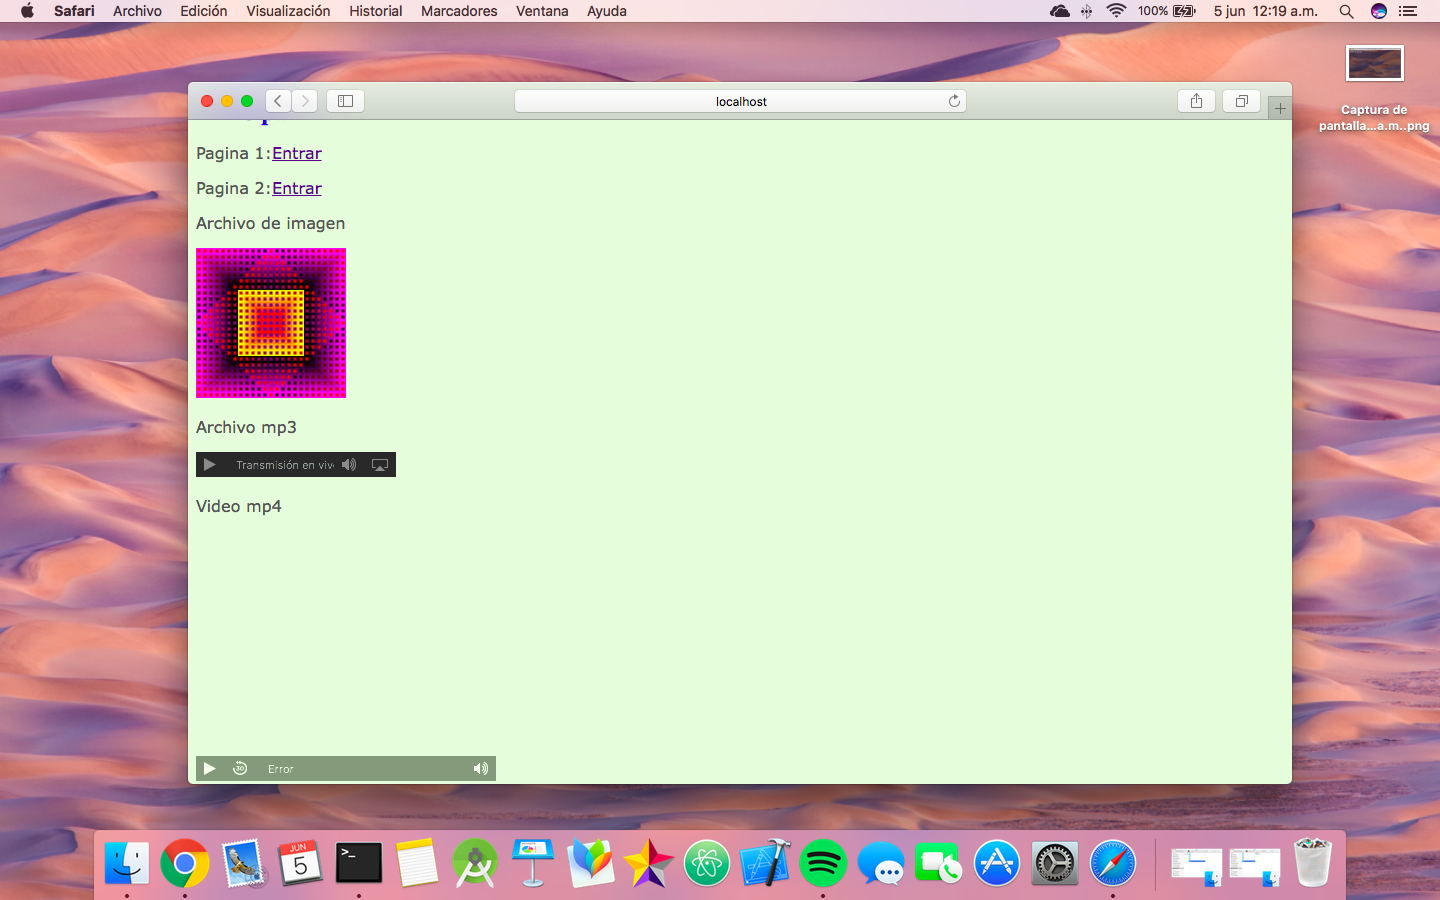 Safari Archivo Edición Visualización Historial Marcadores Ventana Ayuda 100% 5 jun 12:19 a.m.
localhost
Captura de
pantalla...a.m..png
Pagina 1:Entrar
Pagina 2:Entrar
Archivo de imagen
Archivo mp3
Transmisión en viv
Video mp4
30 Error
JUN
5
>_